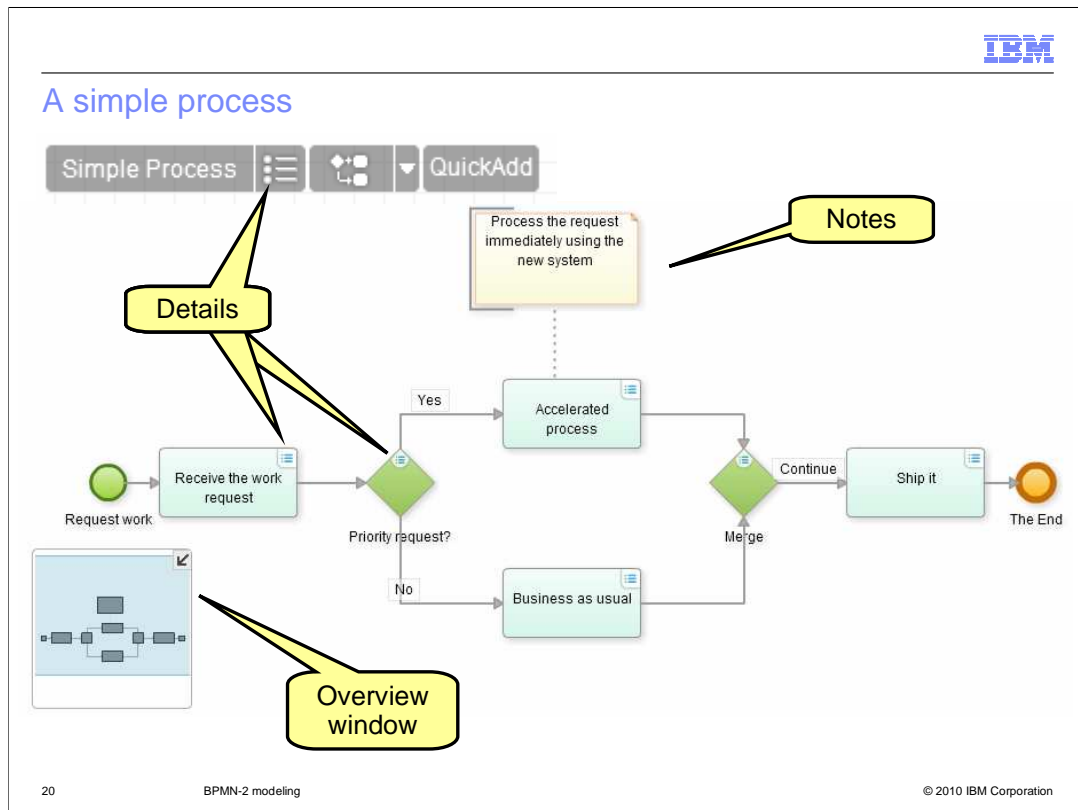 IBM
A simple process
Simple Process
QuickAdd
Process the request
immediately using the
new system
Notes
Details
Yes
Accelerated
process
Receive the work
request
Continue
Ship it
Request work
Priority request?
Merge
The End
No
Business as usual
Overview
window
20
BPMN-2 modeling
© 2010 IBM Corporation